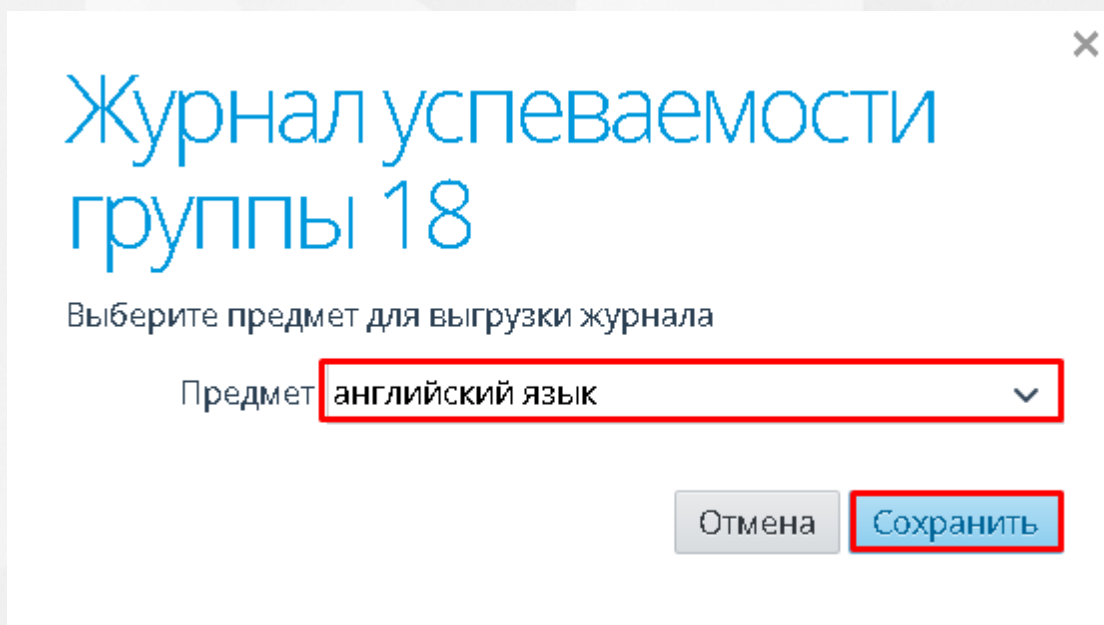 Журнал успеваемости
группы 18
Выберите предмет для выгрузки журнала
Предмет английский язык
Отмена Сохранить